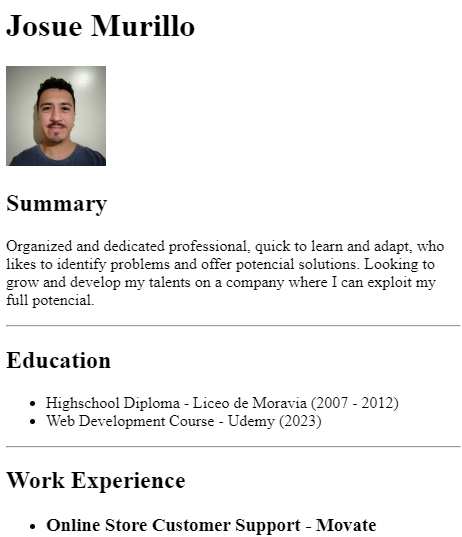 Josue Murillo
Summary
Organized and dedicated professional, quick to learn and adapt, who
likes to identify problems and offer potencial solutions. Looking to
grow and develop my talents on a company where I can exploit my
full potencial.
Education
Highschool Diploma - Liceo de Moravia (2007 - 2012)
Web Development Course - Udemy (2023)
Work Experience
Online Store Customer Support - Movate